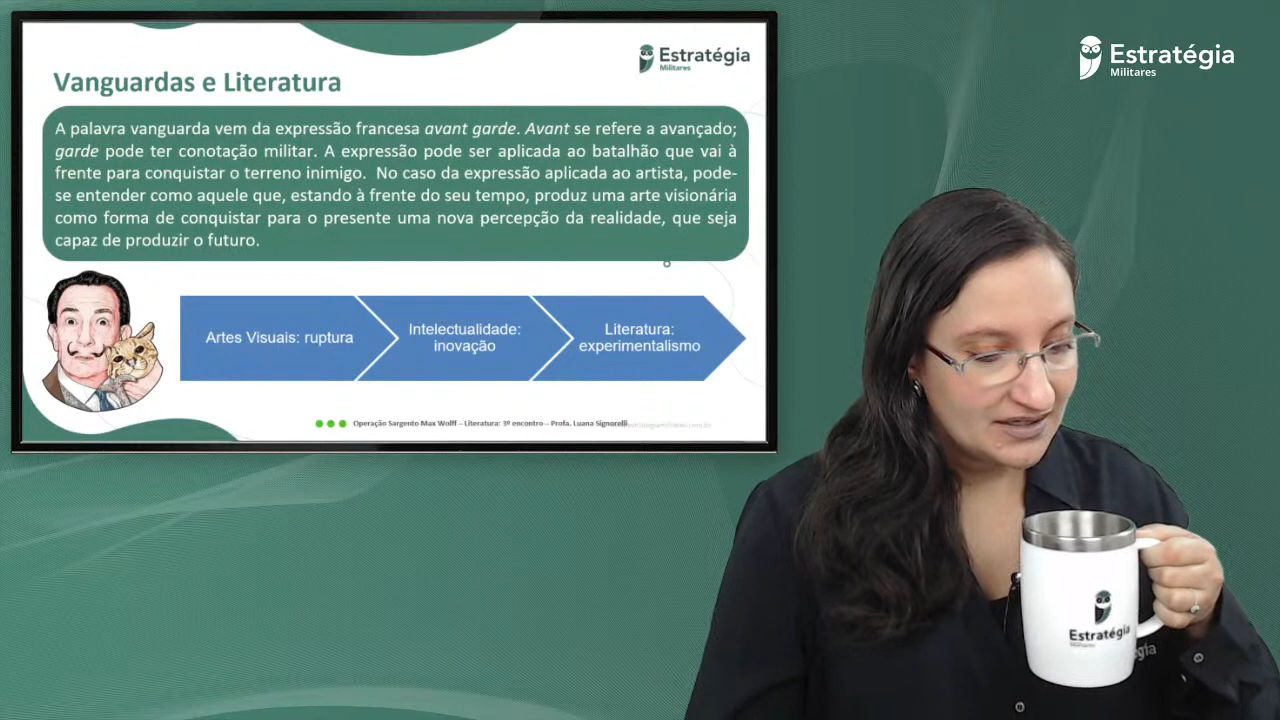 Estratégia
Militares
Vanguardas e Literatura
A palavra vanguarda vem da expressão francesa avant garde. Avant se refere a avançado;
garde pode ter conotação militar. A expressão pode ser aplicada ao batalhão que vai à
frente para conquistar o terreno inimigo. No caso da expressão aplicada ao artista, pode-
se entender como aquele que, estando à frente do seu tempo, produz uma arte visionária
como forma de conquistar para o presente uma nova percepção da realidade, que seja
capaz de produzir o futuro.
Artes Visuais: ruptura
Intelectualidade:
inovação
Literatura:
experimentalismo
Operação Sargento Max Wolff – Literatura: 3º encontro – Profa. Luana Signorelli
Estratégia
Militares
Estratégia
Militares